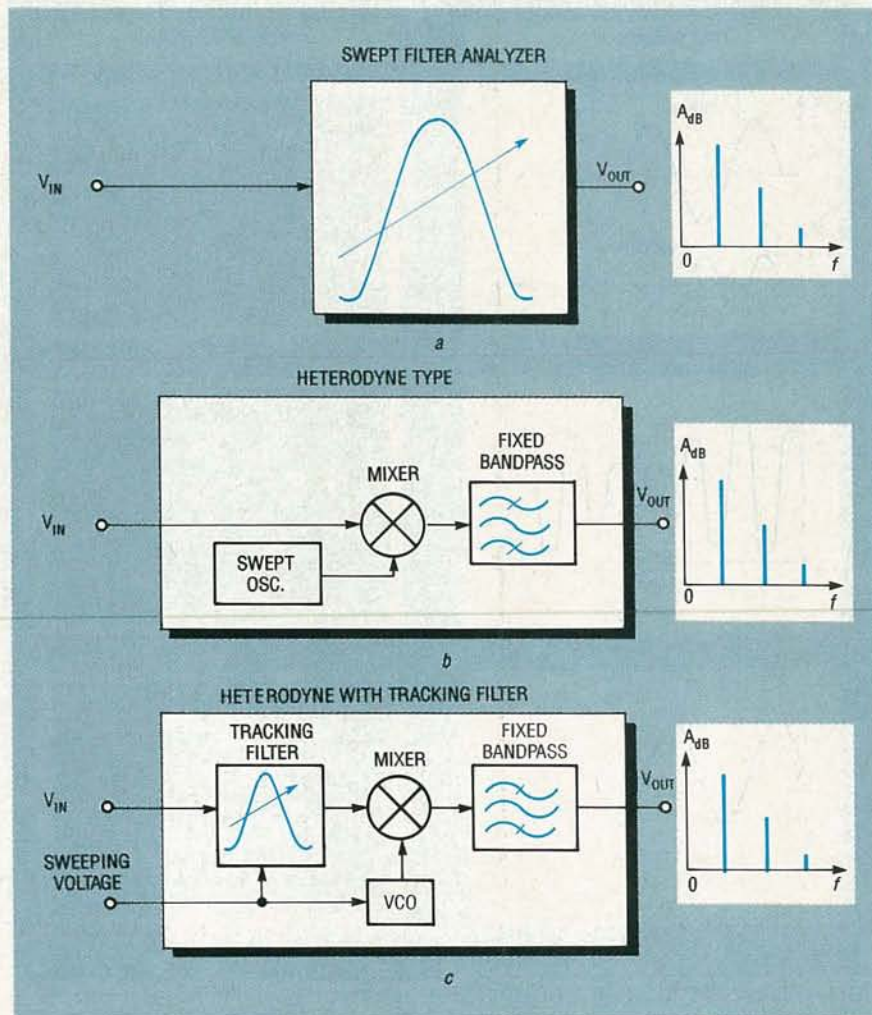 SWEPT FILTER ANALYZER
V_IN
V_OUT
A_dB
0
f
a
HETERODYNE TYPE
MIXER
FIXED
BANDPASS
V_IN
SWEPT
OSC.
V_OUT
A_dB
0
f
b
HETERODYNE WITH TRACKING FILTER
TRACKING
FILTER
MIXER
FIXED
BANDPASS
V_IN
SWEEPING
VOLTAGE
VCO
V_OUT
A_dB
0
f
c